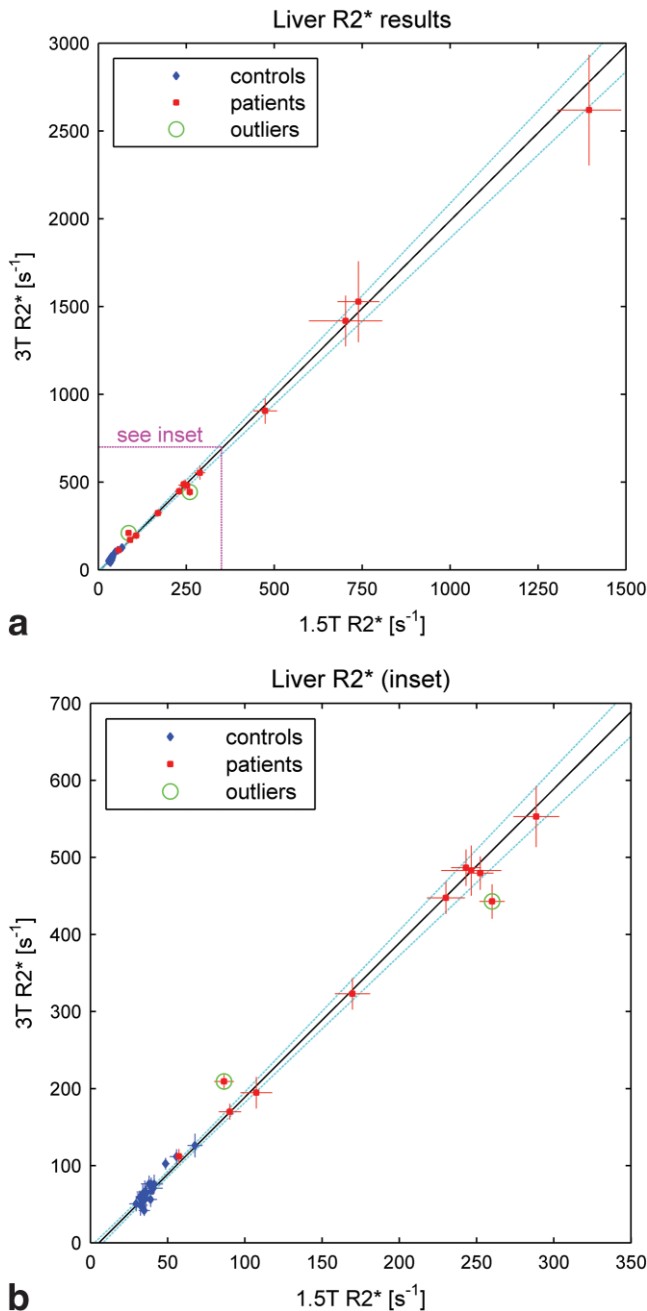 Liver R2* results
3000
2500
2000
1500
1000
500
0
3T R2* [s-1]
controls
patients
outliers
see inset
0 250 500 750 1000 1250 1500
1.5T R2* [s-1]
a
Liver R2* (inset)
700
600
500
400
300
200
100
0
3T R2* [s-1]
controls
patients
outliers
0 50 100 150 200 250 300 350
1.5T R2* [s-1]
b